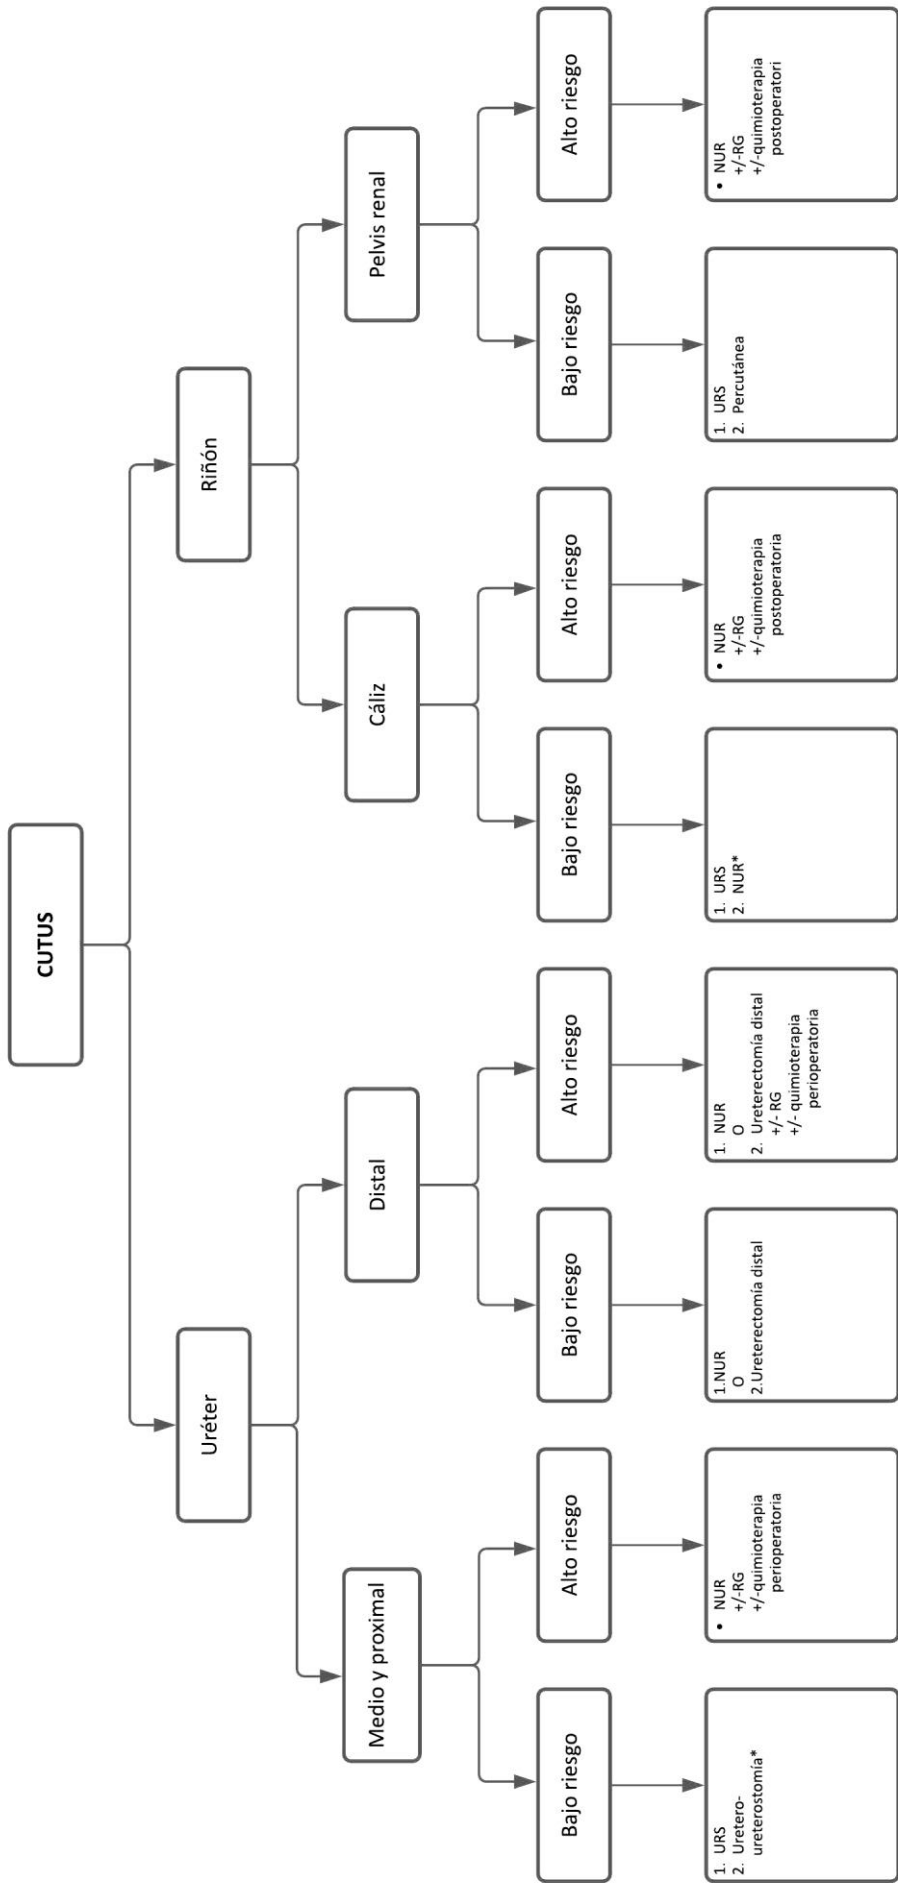 CUTUS
Uréter
Riñón
Medio y proximal
Distal
Cáliz
Pelvis renal
Bajo riesgo
Alto riesgo
Bajo riesgo
Alto riesgo
Bajo riesgo
Alto riesgo
Bajo riesgo
Alto riesgo
1. URS
2. Uretero-
ureterostomía*
• NUR
+/-RG
+/-quimioterapia
perioperatoria
1.NUR
O
2.Ureterectomía distal
1. NUR
O
2. Ureterectomía distal
+/- RG
+/- quimioterapia
perioperatoria
1. URS
2. NUR*
• NUR
+/-RG
+/-quimioterapia
postoperatoria
1. URS
2. Percutánea
• NUR
+/-RG
+/-quimioterapia
postoperatori